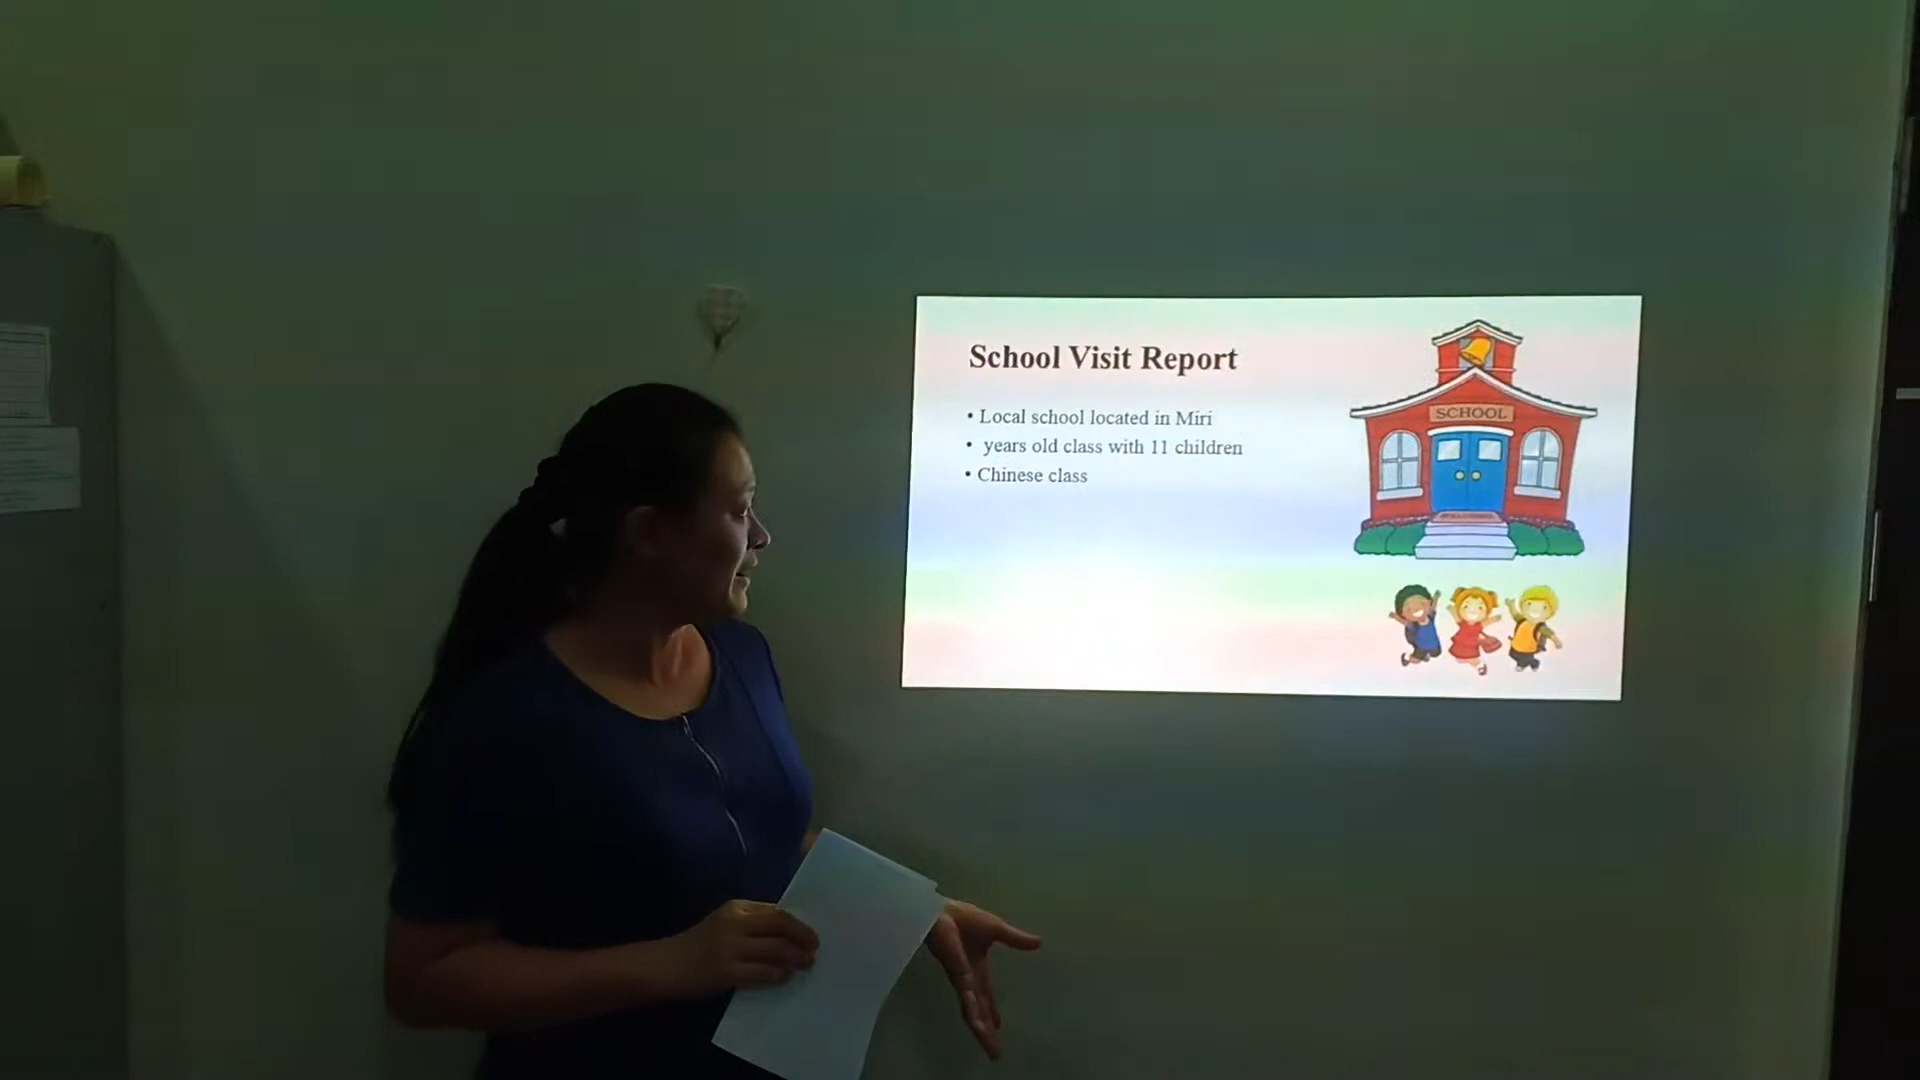 School Visit Report
• Local school located in Miri
• years old class with 11 children
• Chinese class
SCHOOL